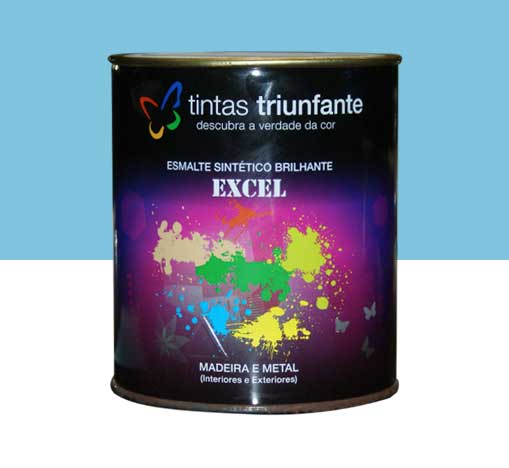 tintas triunfante
descubra a verdade da cor
ESMALTE SINTÉTICO BRILHANTE
EXCEL
MADEIRA E METAL
(Interiores e Exteriores)